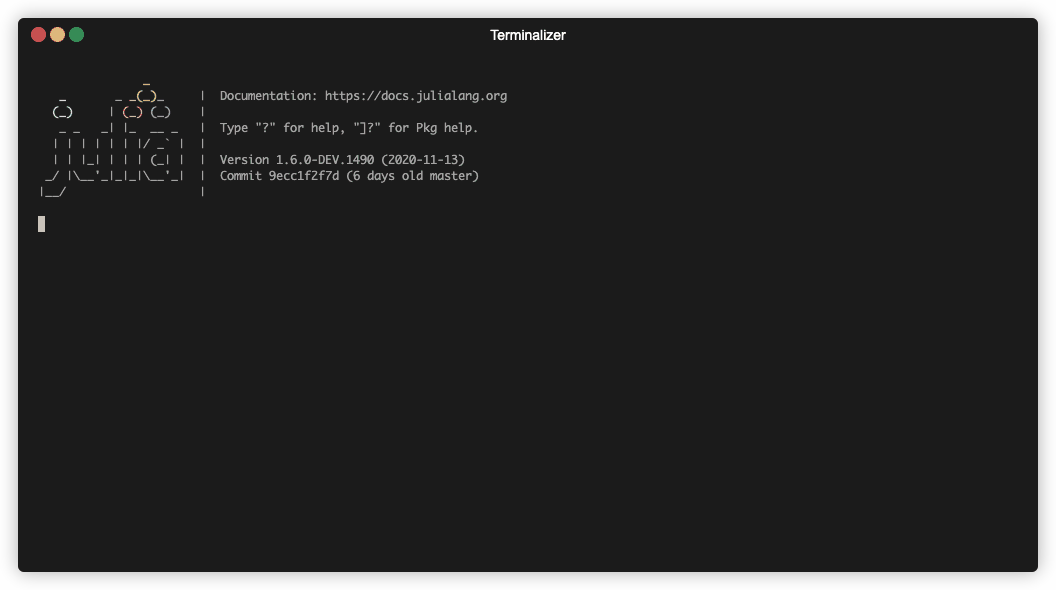 Terminalizer
               _
   _       _ _(_)_     |  Documentation: https://docs.julialang.org
  (_)     | (_) (_)    |
   _ _   _| |_  __ _   |  Type "?" for help, "]?" for Pkg help.
  | | | | | | |/ _` |  |
  | | |_| | | | (_| |  |  Version 1.6.0-DEV.1490 (2020-11-13)
 _/ |\__'_|_|_|\__'_|  |  Commit 9ecc1f2f7d (6 days old master)
|__/                   |